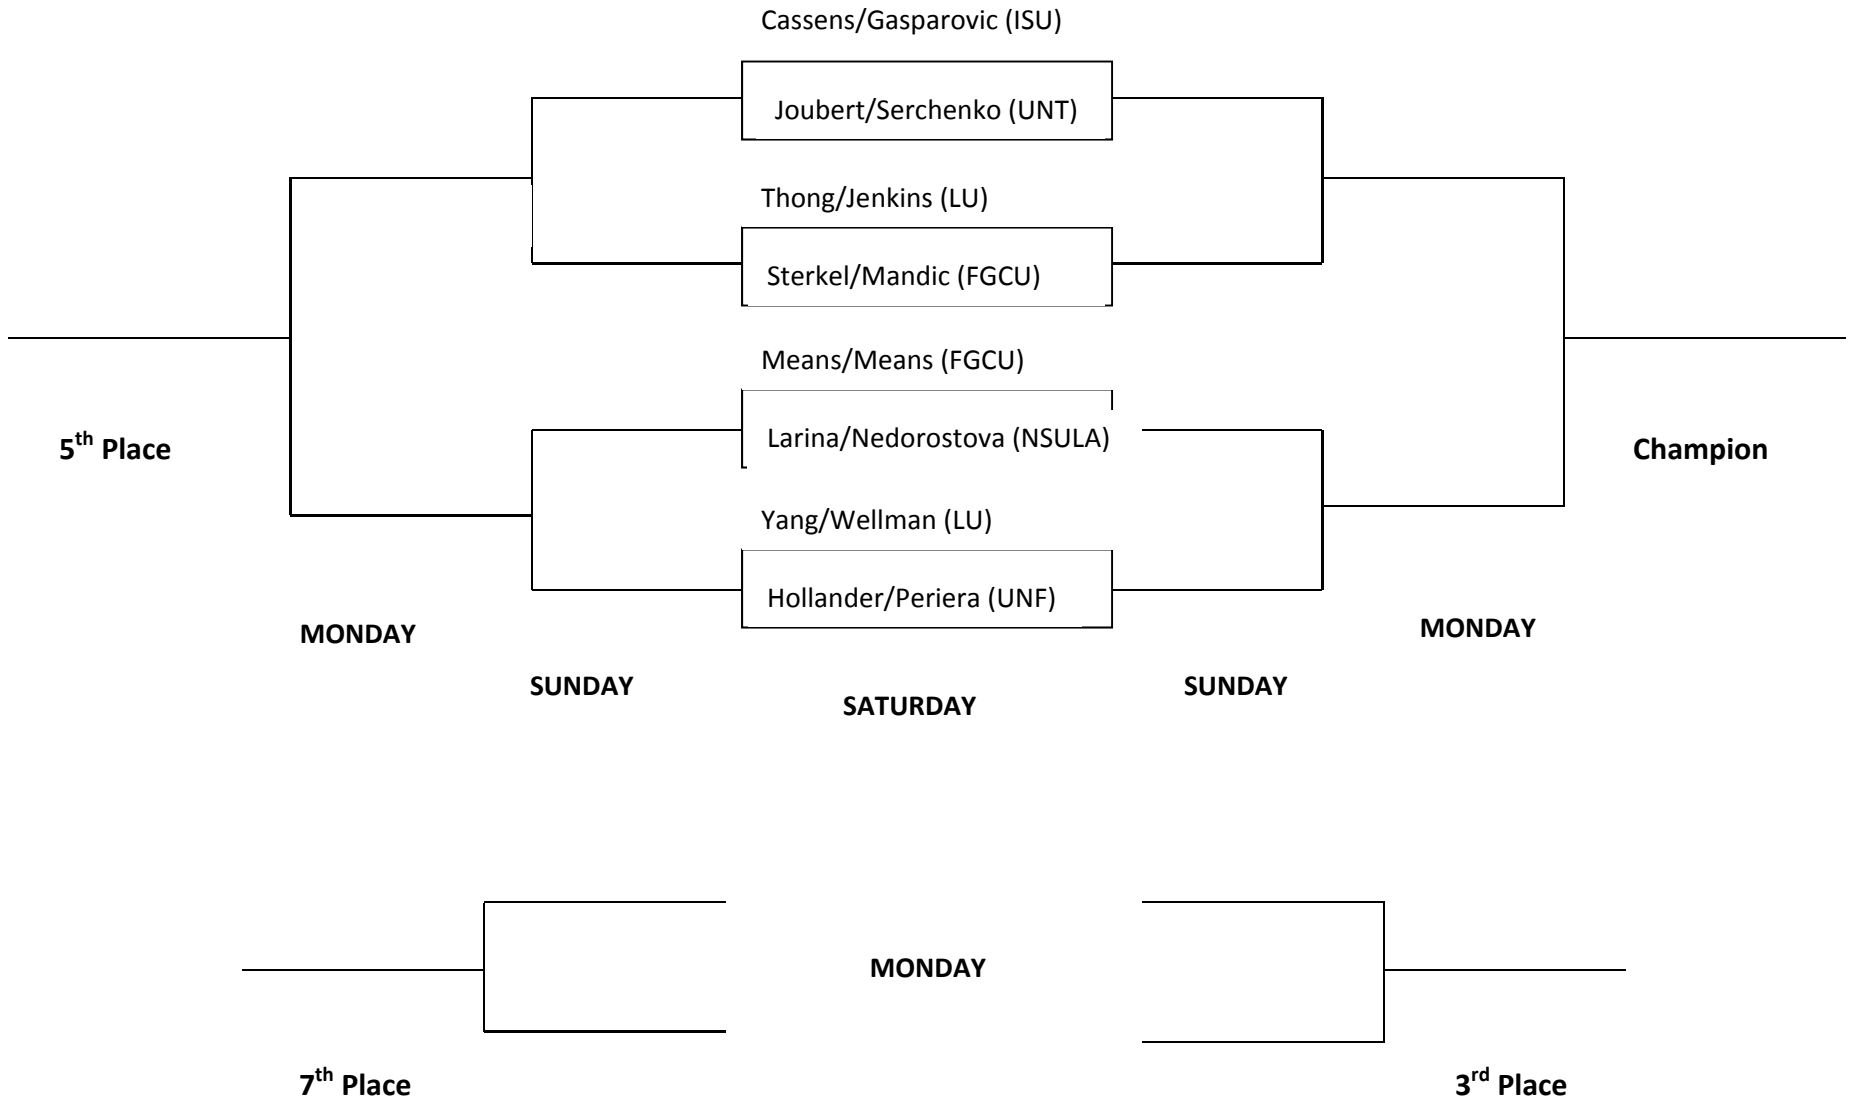 Cassens/Gasparovic (ISU)
Joubert/Serchenko (UNT)
Thong/Jenkins (LU)
Sterkel/Mandic (FGCU)
Means/Means (FGCU)
5th Place
Larina/Nedorostova (NSULA)
Champion
Yang/Wellman (LU)
Hollander/Periera (UNF)
MONDAY
MONDAY
SUNDAY
SUNDAY
SATURDAY
MONDAY
7th Place
3rd Place